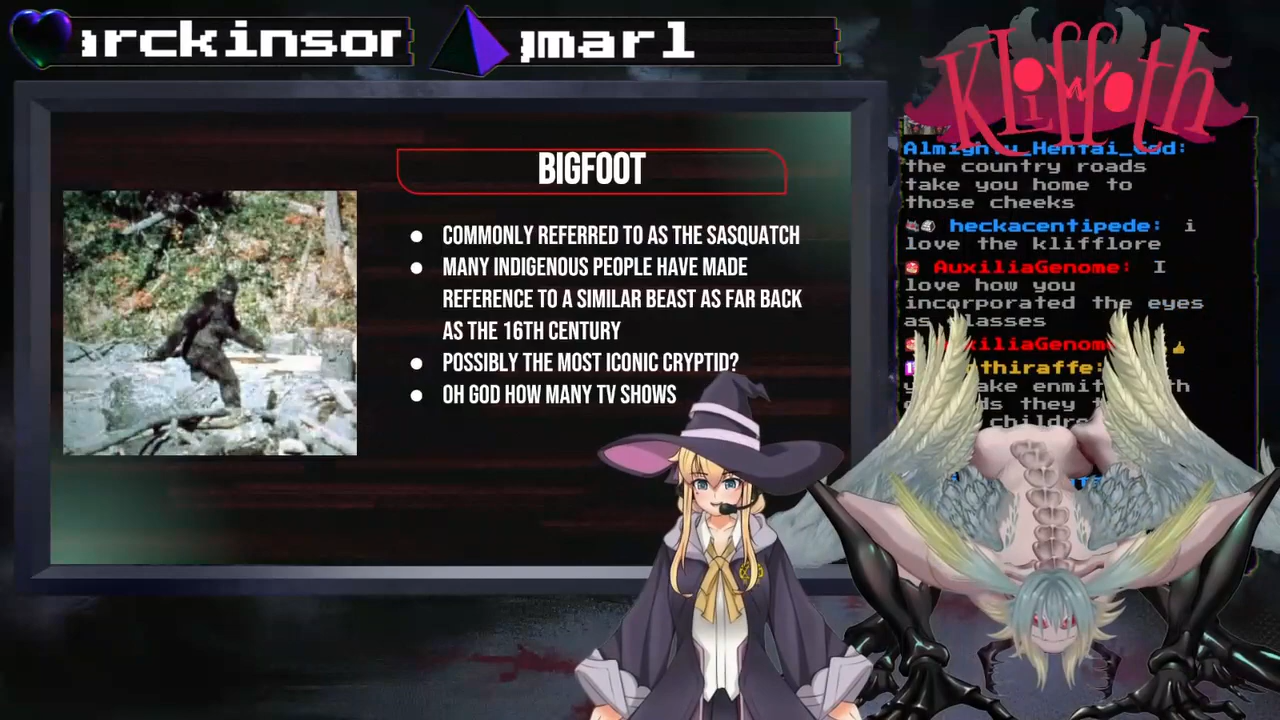 arckinson
gmarl
Kliffoth
BIGFOOT
COMMONLY REFERRED TO AS THE SASQUATCH
MANY INDIGENOUS PEOPLE HAVE MADE
REFERENCE TO A SIMILAR BEAST AS FAR BACK
AS THE 16TH CENTURY
POSSIBLY THE MOST ICONIC CRYPTID?
OH GOD HOW MANY TV SHOWS
the country roads
take you home to
those cheeks
heckacentipede: i
love the klifflore
AuxiliaGenome: I
love how you
incorporated the eyes
as glasses